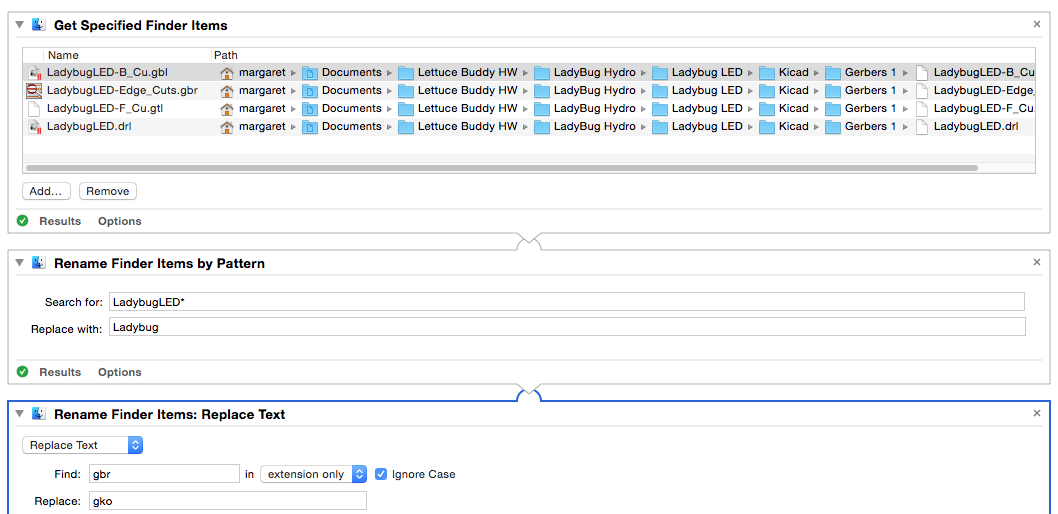 Get Specified Finder Items
Name Path
LadybugLED-B_Cu.gbl margaret Documents Lettuce Buddy HW LadyBug Hydro Ladybug LED Kicad Gerbers 1 LadybugLED-B_Cu
LadybugLED-Edge_Cuts.gbr margaret Documents Lettuce Buddy HW LadyBug Hydro Ladybug LED Kicad Gerbers 1 LadybugLED-Edge_
LadybugLED-F_Cu.gtl margaret Documents Lettuce Buddy HW LadyBug Hydro Ladybug LED Kicad Gerbers 1 LadybugLED-F_Cu
LadybugLED.drl margaret Documents Lettuce Buddy HW LadyBug Hydro Ladybug LED Kicad Gerbers 1 LadybugLED.drl
Add... Remove
Results Options
Rename Finder Items by Pattern
Search for: LadybugLED*
Replace with: Ladybug
Results Options
Rename Finder Items: Replace Text
Replace Text
Find: gbr in extension only Ignore Case
Replace: gko